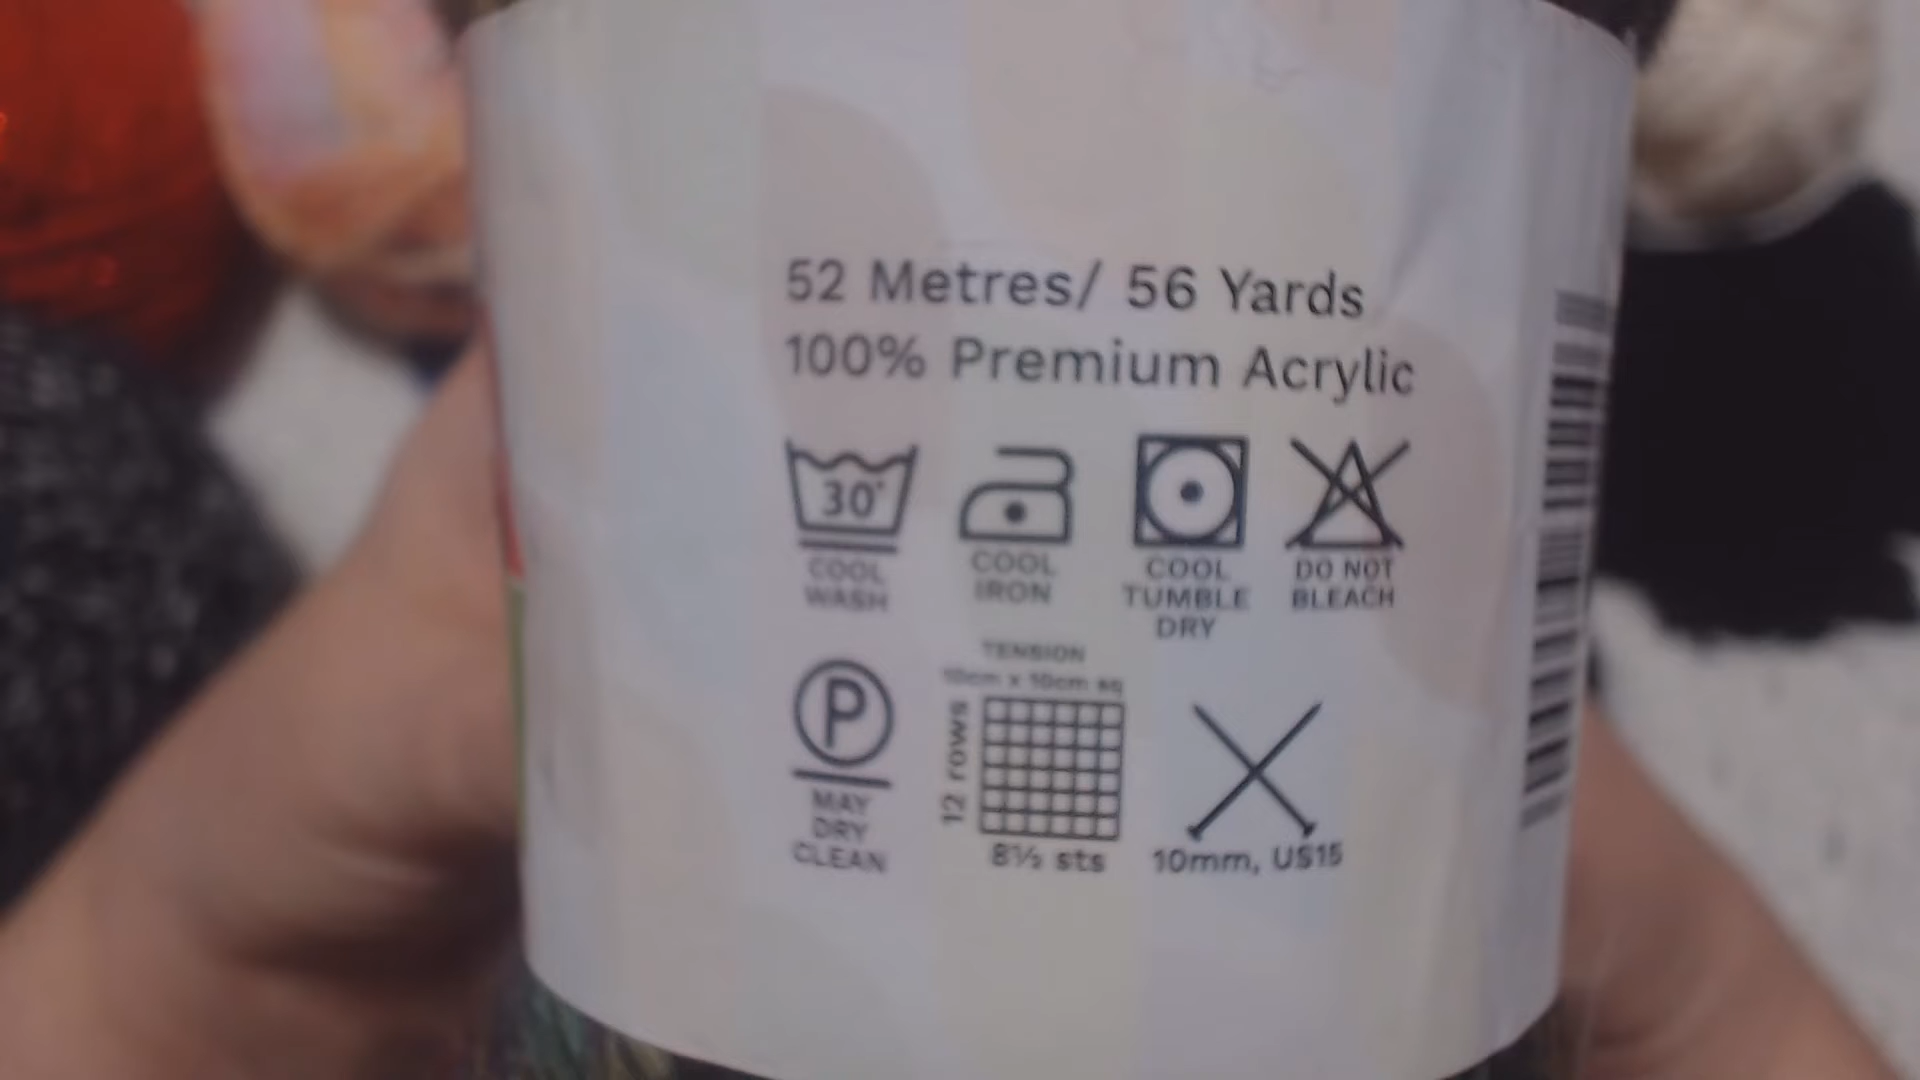 52 Metres/ 56 Yards
100% Premium Acrylic
30°
COOL WASH
COOL IRON
COOL TUMBLE DRY
DO NOT BLEACH
P
MAY DRY CLEAN
TENSION
10cm x 10cm sq
12 rows
8½ sts
10mm, US15